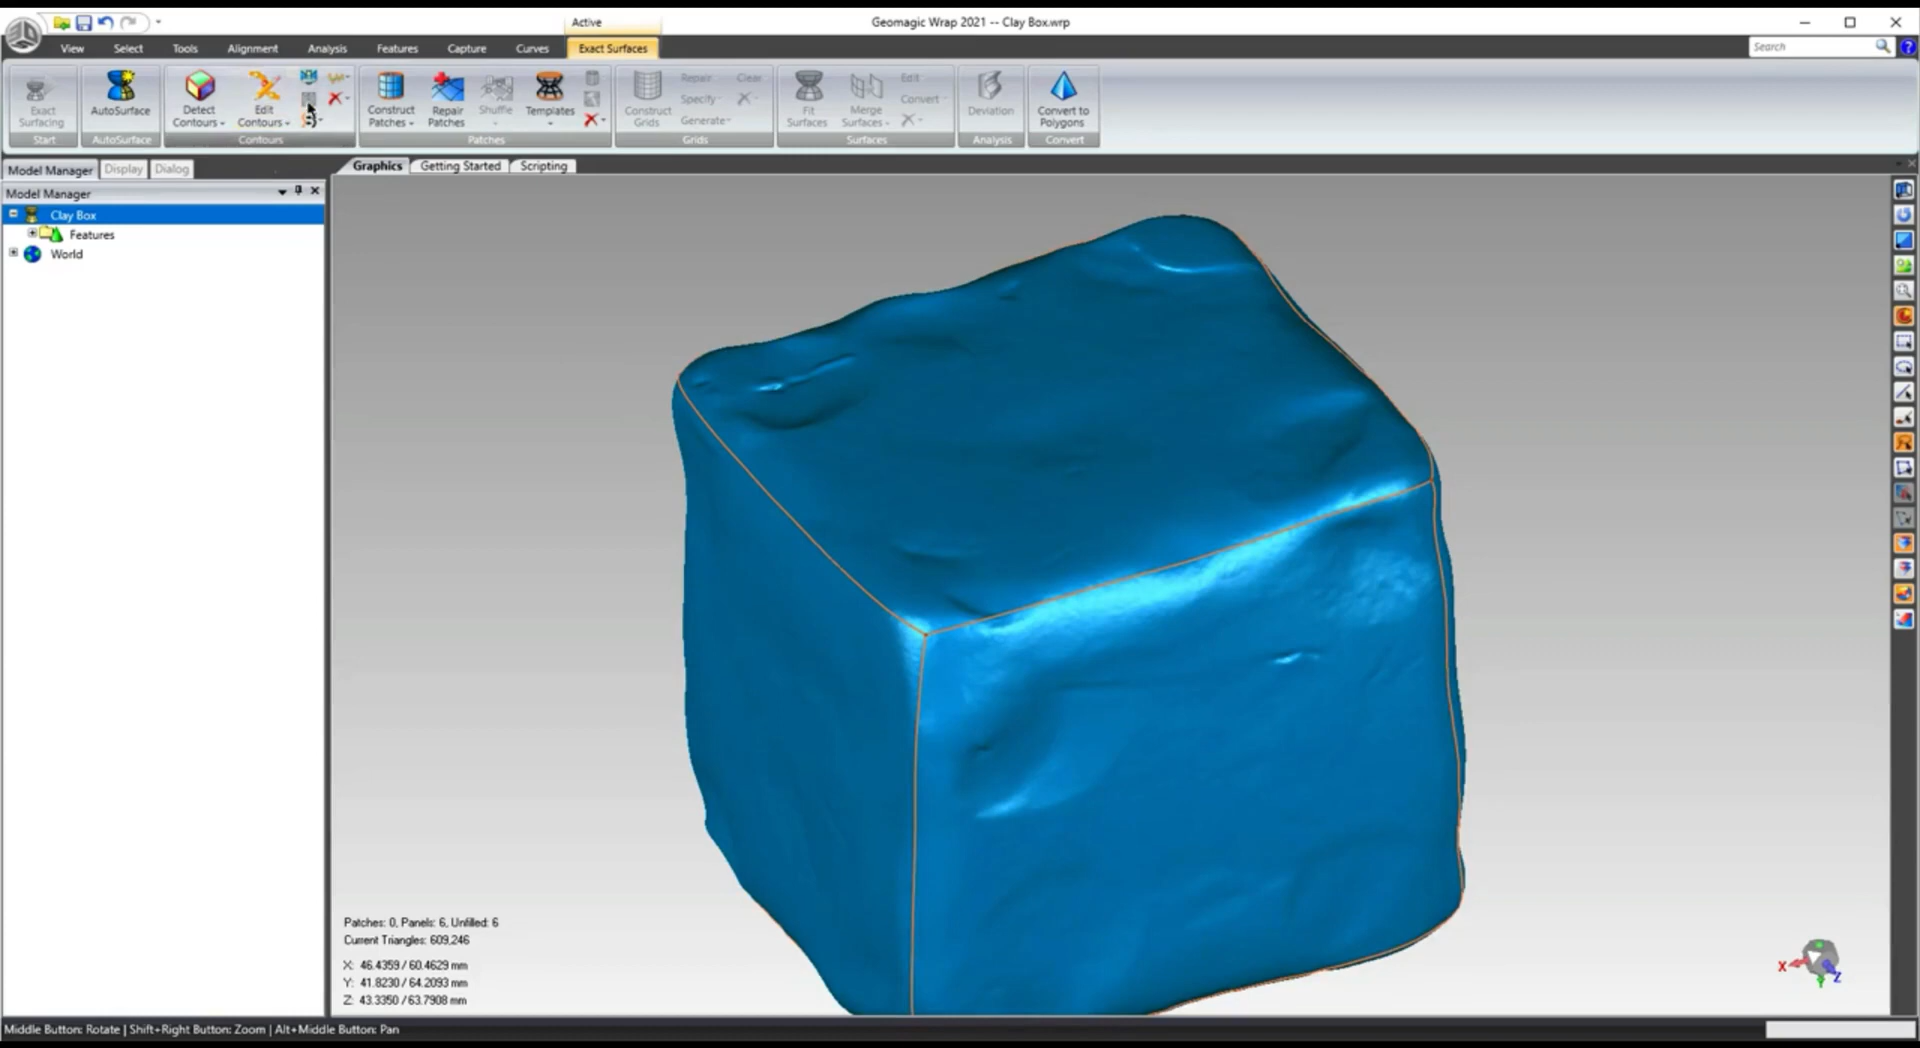 Active
Geomagic Wrap 2021 -- Clay Box.wrp
View Select Tools Alignment Analysis Features Capture Curves Exact Surfaces
Search
?
Exact Surfacing
Start
AutoSurface
AutoSurface
Detect Contours
Edit Contours
Contours
Construct Patches
Repair Patches
Shuffle
Templates
Patches
Construct Grids
Repair
Clear
Specify
Generate
Grids
Fit Surfaces
Merge Surfaces
Edit
Convert
Surfaces
Deviation
Analysis
Convert to Polygons
Convert
Model Manager Display Dialog
Graphics Getting Started Scripting
Model Manager
Clay Box
Features
World
Patches: 0, Panels: 6, Unfilled: 6
Current Triangles: 609,246
X: 46.4359 / 60.4629 mm
Y: 41.8230 / 64.2093 mm
Z: 43.3350 / 63.7908 mm
X
Z
Middle Button: Rotate | Shift+Right Button: Zoom | Alt+Middle Button: Pan